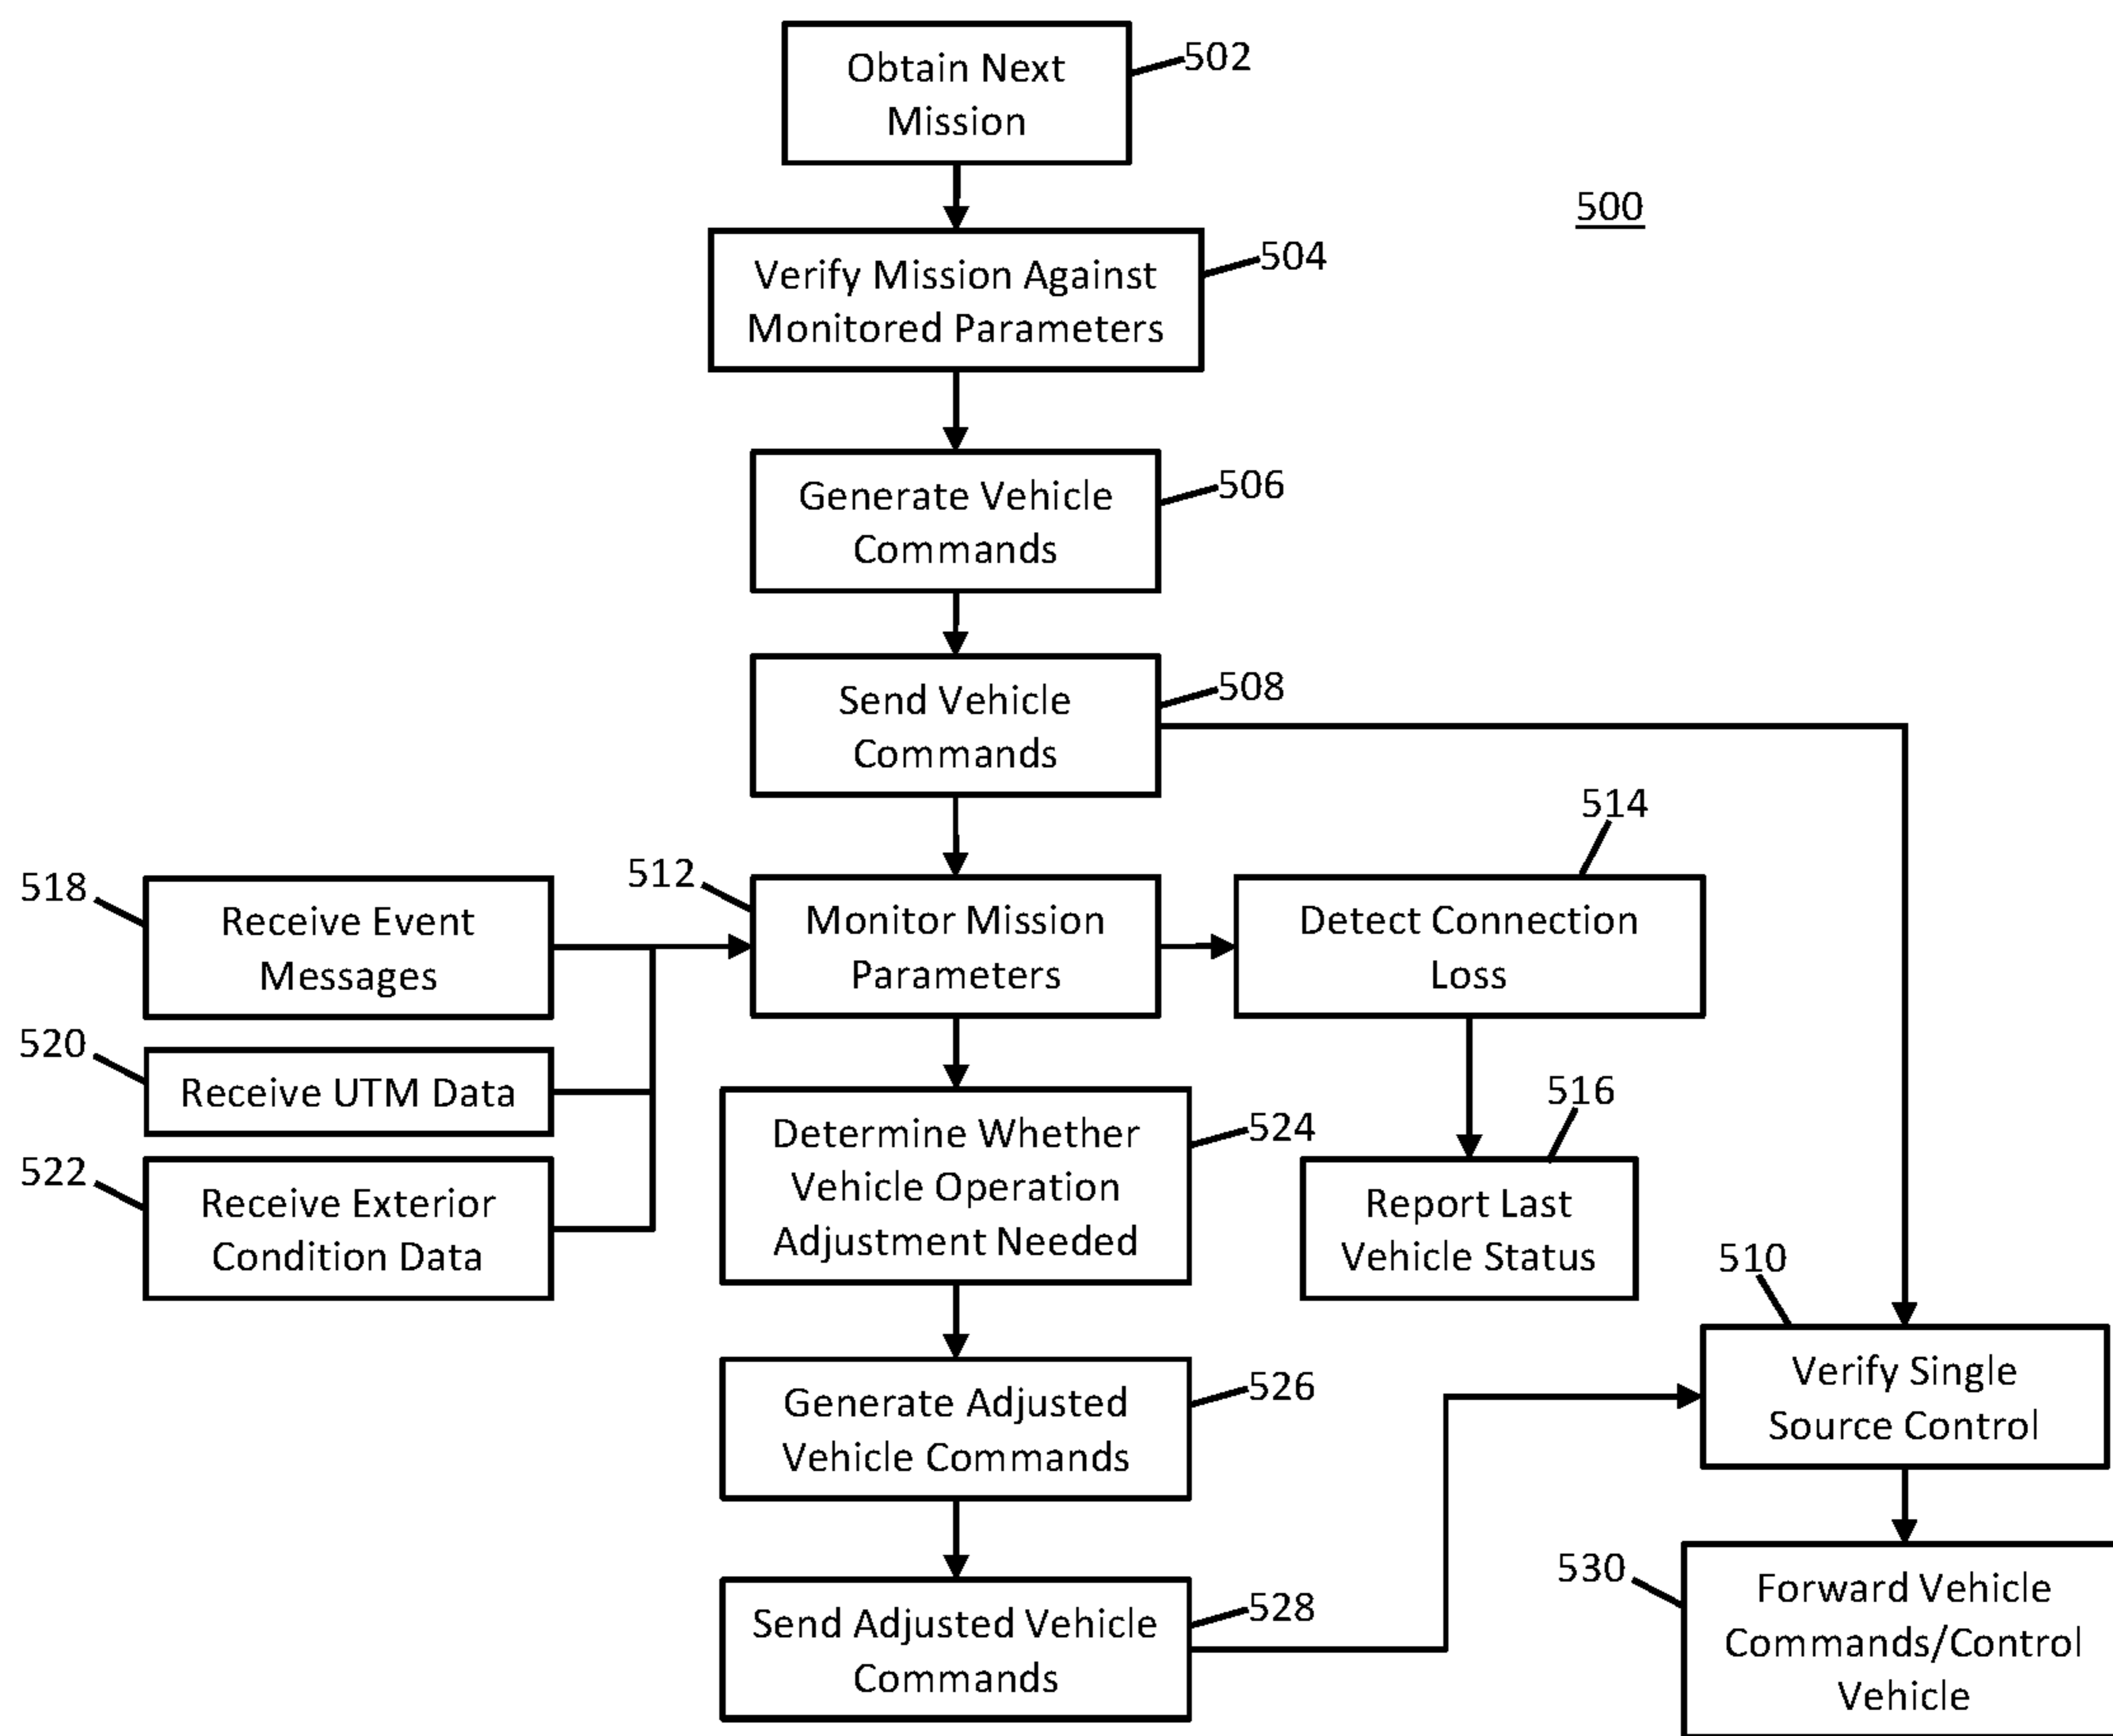 Obtain Next
Mission
502
500
Verify Mission Against
Monitored Parameters
504
Generate Vehicle
Commands
506
Send Vehicle
Commands
508
518
Receive Event
Messages
512
Monitor Mission
Parameters
514
Detect Connection
Loss
520
Receive UTM Data
522
Receive Exterior
Condition Data
Determine Whether
Vehicle Operation
Adjustment Needed
524
516
Report Last
Vehicle Status
510
Verify Single
Source Control
Generate Adjusted
Vehicle Commands
526
Send Adjusted Vehicle
Commands
528
530
Forward Vehicle
Commands/Control
Vehicle